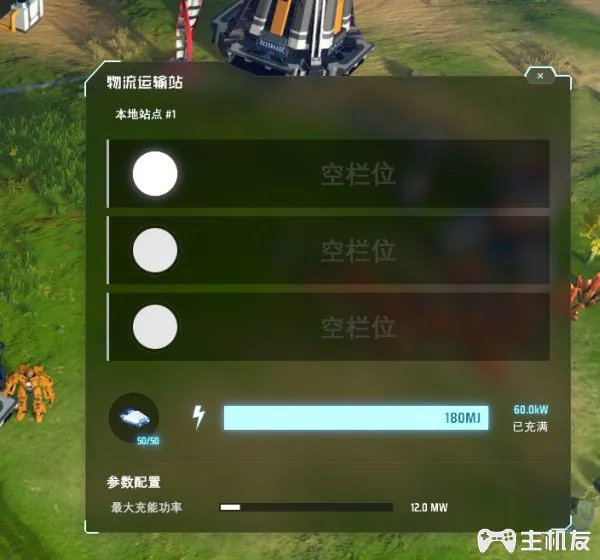 物流运输站
×
本地站点 #1
空栏位
空栏位
空栏位
50/50
180MJ
60.0kW
已充满
参数配置
最大充能功率
12.0 MW
主机友